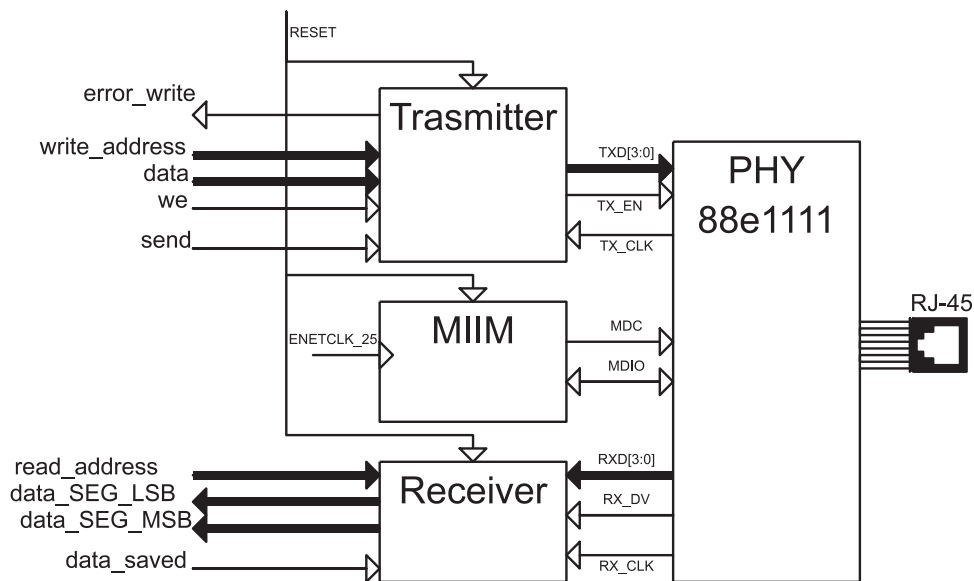 RESET
error_write
Trasmitter
write_address
data
we
send
TXD[3:0]
TX_EN
TX_CLK
PHY
88e1111
RJ-45
ENETCLK_25
MIIM
MDC
MDIO
read_address
data_SEG_LSB
data_SEG_MSB
data_saved
Receiver
RXD[3:0]
RX_DV
RX_CLK